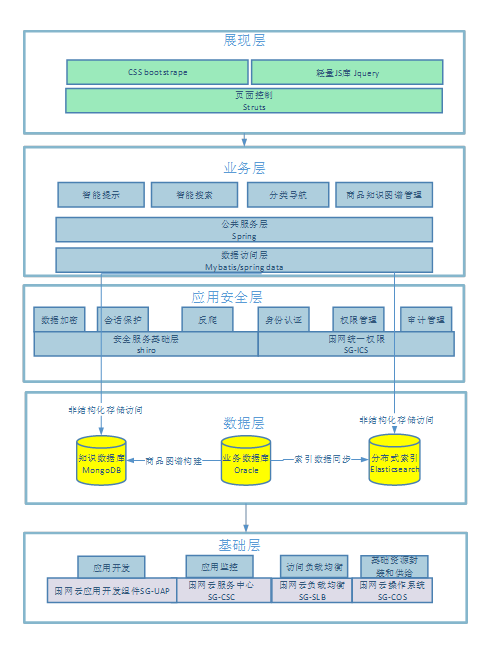 展现层
CSS bootstrape
轻量JS库 Jquery
页面控制
Struts
业务层
智能提示
智能搜索
分类导航
商品知识图谱管理
公共服务层
Spring
数据访问层
Mybatis/spring data
应用安全层
数据加密
会话保护
反爬
身份认证
权限管理
审计管理
安全服务基础层
shiro
国网统一权限
SG-ICS
非结构化存储访问
数据层
非结构化存储访问
知识数据库
MongoDB
商品图谱构建
业务数据库
Oracle
索引数据同步
分布式索引
Elasticsearch
基础层
应用开发
应用监控
访问负载均衡
基础资源封
装和供给
国网云应用开发组件SG-UAP
国网云服务中心
SG-CSC
国网云负载均衡
SG-SLB
国网云操作系统
SG-COS